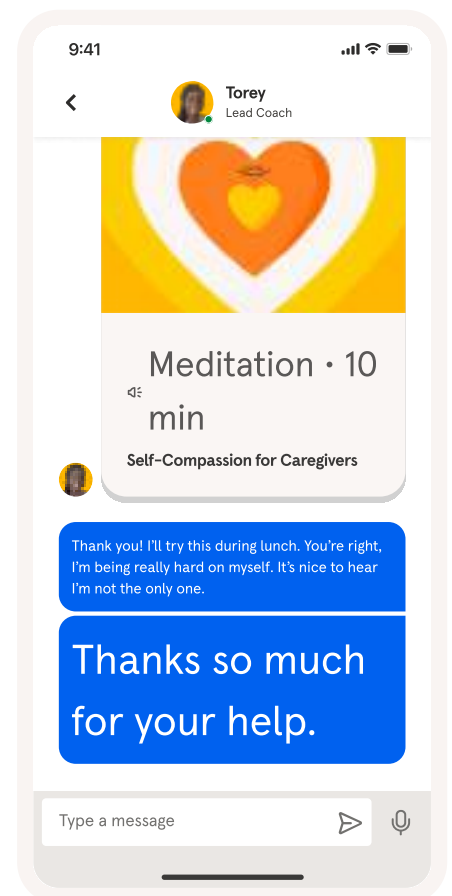 9:41
Torey
Lead Coach
Meditation • 10
min
Self-Compassion for Caregivers
Thank you! I’ll try this during lunch. You’re right,
I’m being really hard on myself. It’s nice to hear
I’m not the only one.
Thanks so much
for your help.
Type a message